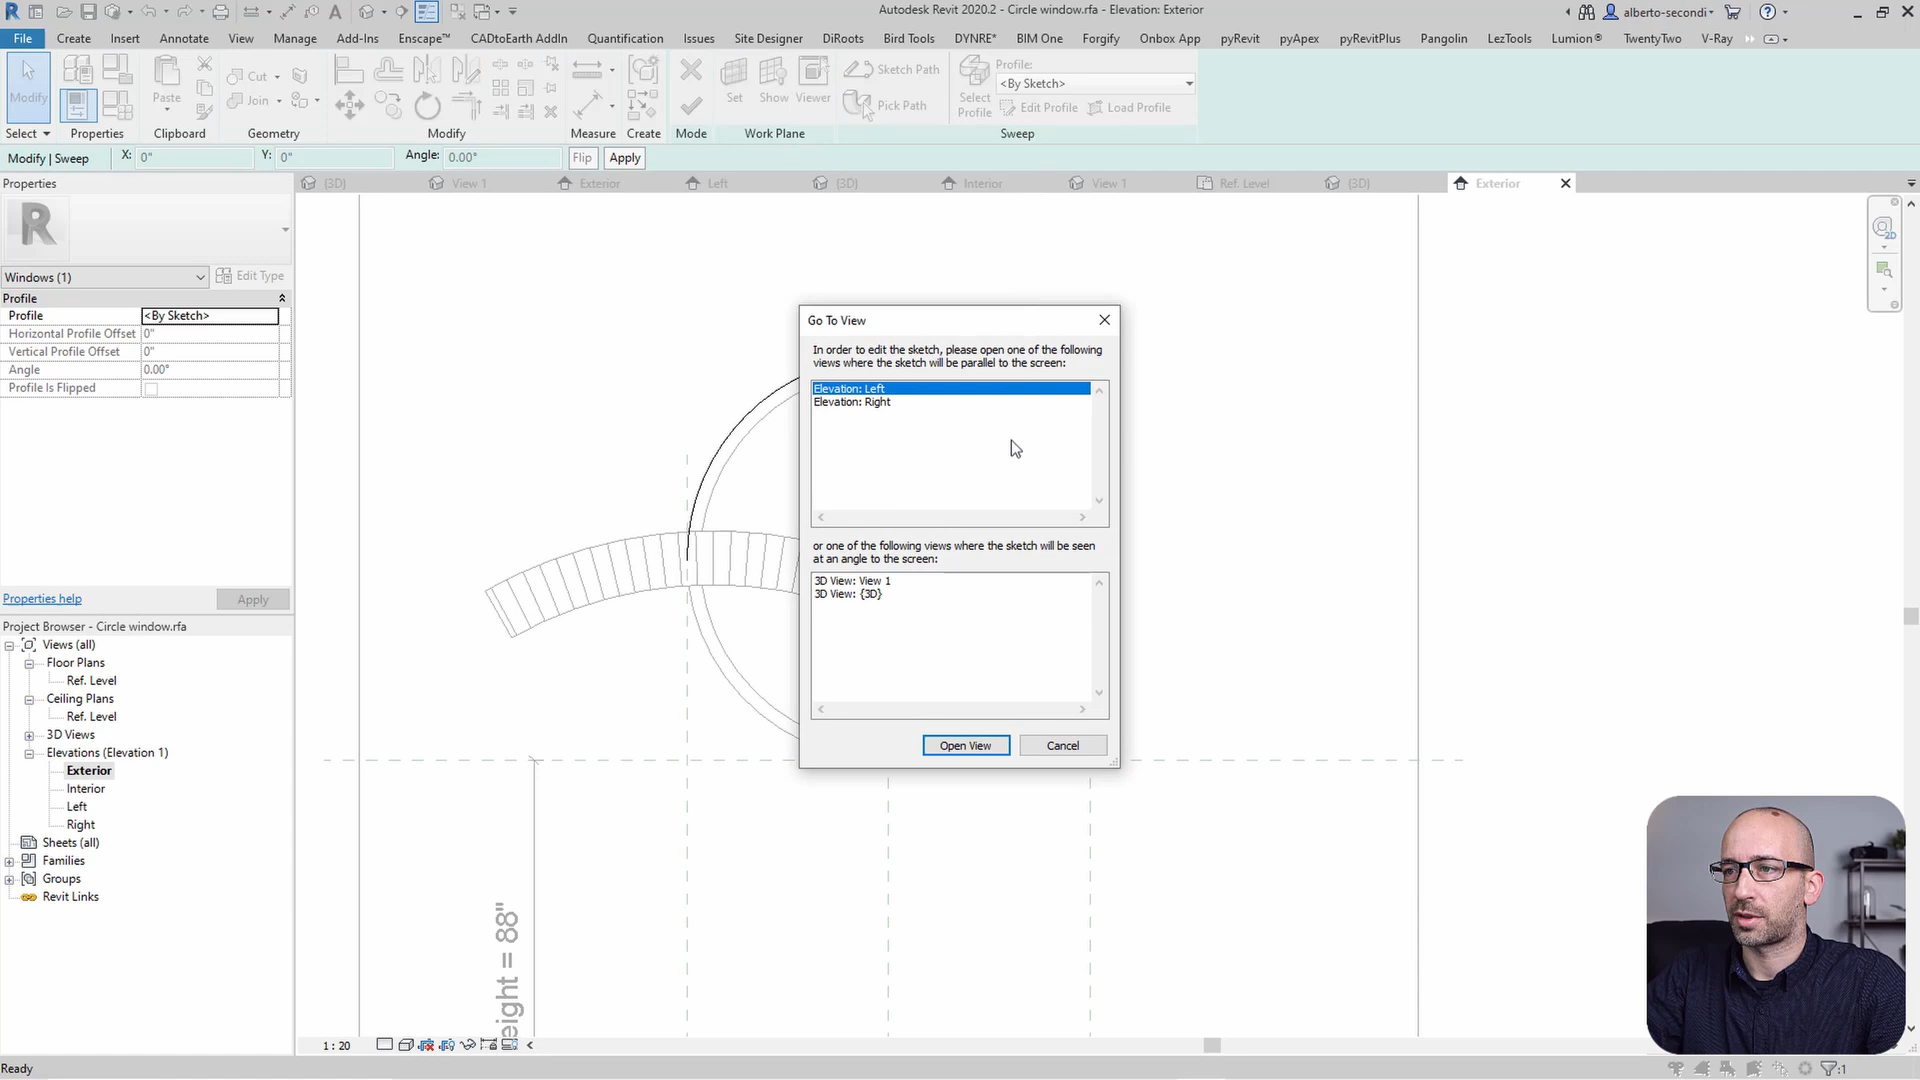 Autodesk Revit 2020.2 - Circle window.rfa - Elevation: Exterior
alberto-secondi
File Create Insert Annotate View Manage Add-Ins Enscape™ CADtoEarth AddIn Quantification Issues Site Designer DiRoots Bird Tools DYNRE* BIM One Forgify Onbox App pyRevit pyApex pyRevitPlus Pangolin LezTools Lumion® TwentyTwo V-Ray
Modify
Paste
Cut
Join
Set Show Viewer
Sketch Path
Pick Path
Select Profile
Profile:
<By Sketch>
Edit Profile Load Profile
Select Properties Clipboard Geometry Modify Measure Create Mode Work Plane Sweep
Modify | Sweep X: 0" Y: 0" Angle: 0.00° Flip Apply
Properties
{3D} View 1 Exterior Left {3D} Interior View 1 Ref. Level {3D} Exterior
R
2D
Windows (1) Edit Type
Profile
Profile <By Sketch>
Horizontal Profile Offset 0"
Vertical Profile Offset 0"
Angle 0.00°
Profile Is Flipped
Properties help Apply
Project Browser - Circle window.rfa
Views (all)
Floor Plans
Ref. Level
Ceiling Plans
Ref. Level
3D Views
Elevations (Elevation 1)
Exterior
Interior
Left
Right
Sheets (all)
Families
Groups
Revit Links
Go To View
In order to edit the sketch, please open one of the following
views where the sketch will be parallel to the screen:
Elevation: Left
Elevation: Right
or one of the following views where the sketch will be seen
at an angle to the screen:
3D View: View 1
3D View: {3D}
Open View Cancel
eight = 88"
1 : 20
Ready
:1